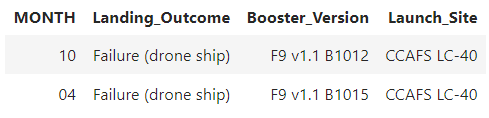 MONTH Landing_Outcome Booster_Version Launch_Site
10 Failure (drone ship) F9 v1.1 B1012 CCAFS LC-40
04 Failure (drone ship) F9 v1.1 B1015 CCAFS LC-40